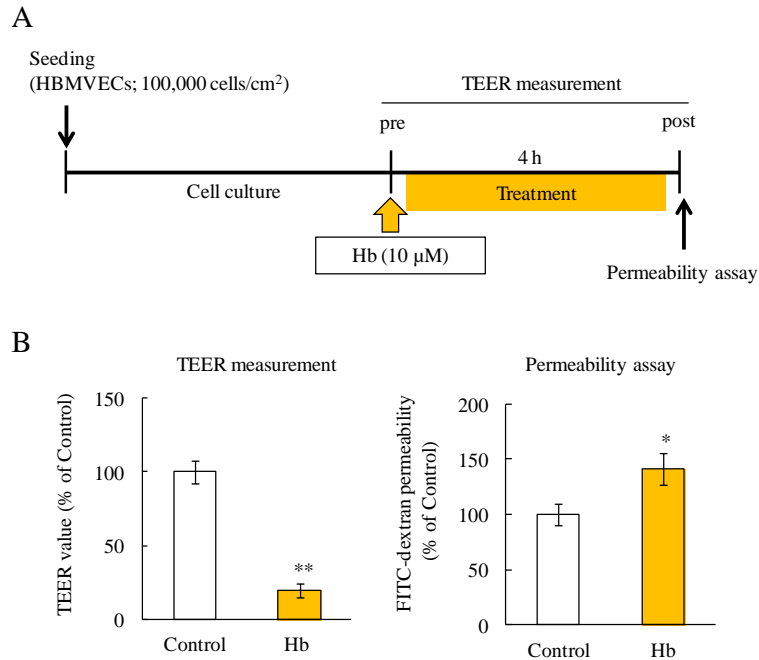 A
Seeding
(HBMVECs; 100,000 cells/cm²)
TEER measurement
pre
post
4 h
Cell culture
Treatment
Hb (10 μM)
Permeability assay
B
TEER measurement
TEER value (% of Control)
150
100
50
0
**
Control
Hb
Permeability assay
FITC-dextran permeability
(% of Control)
200
150
100
50
0
*
Control
Hb